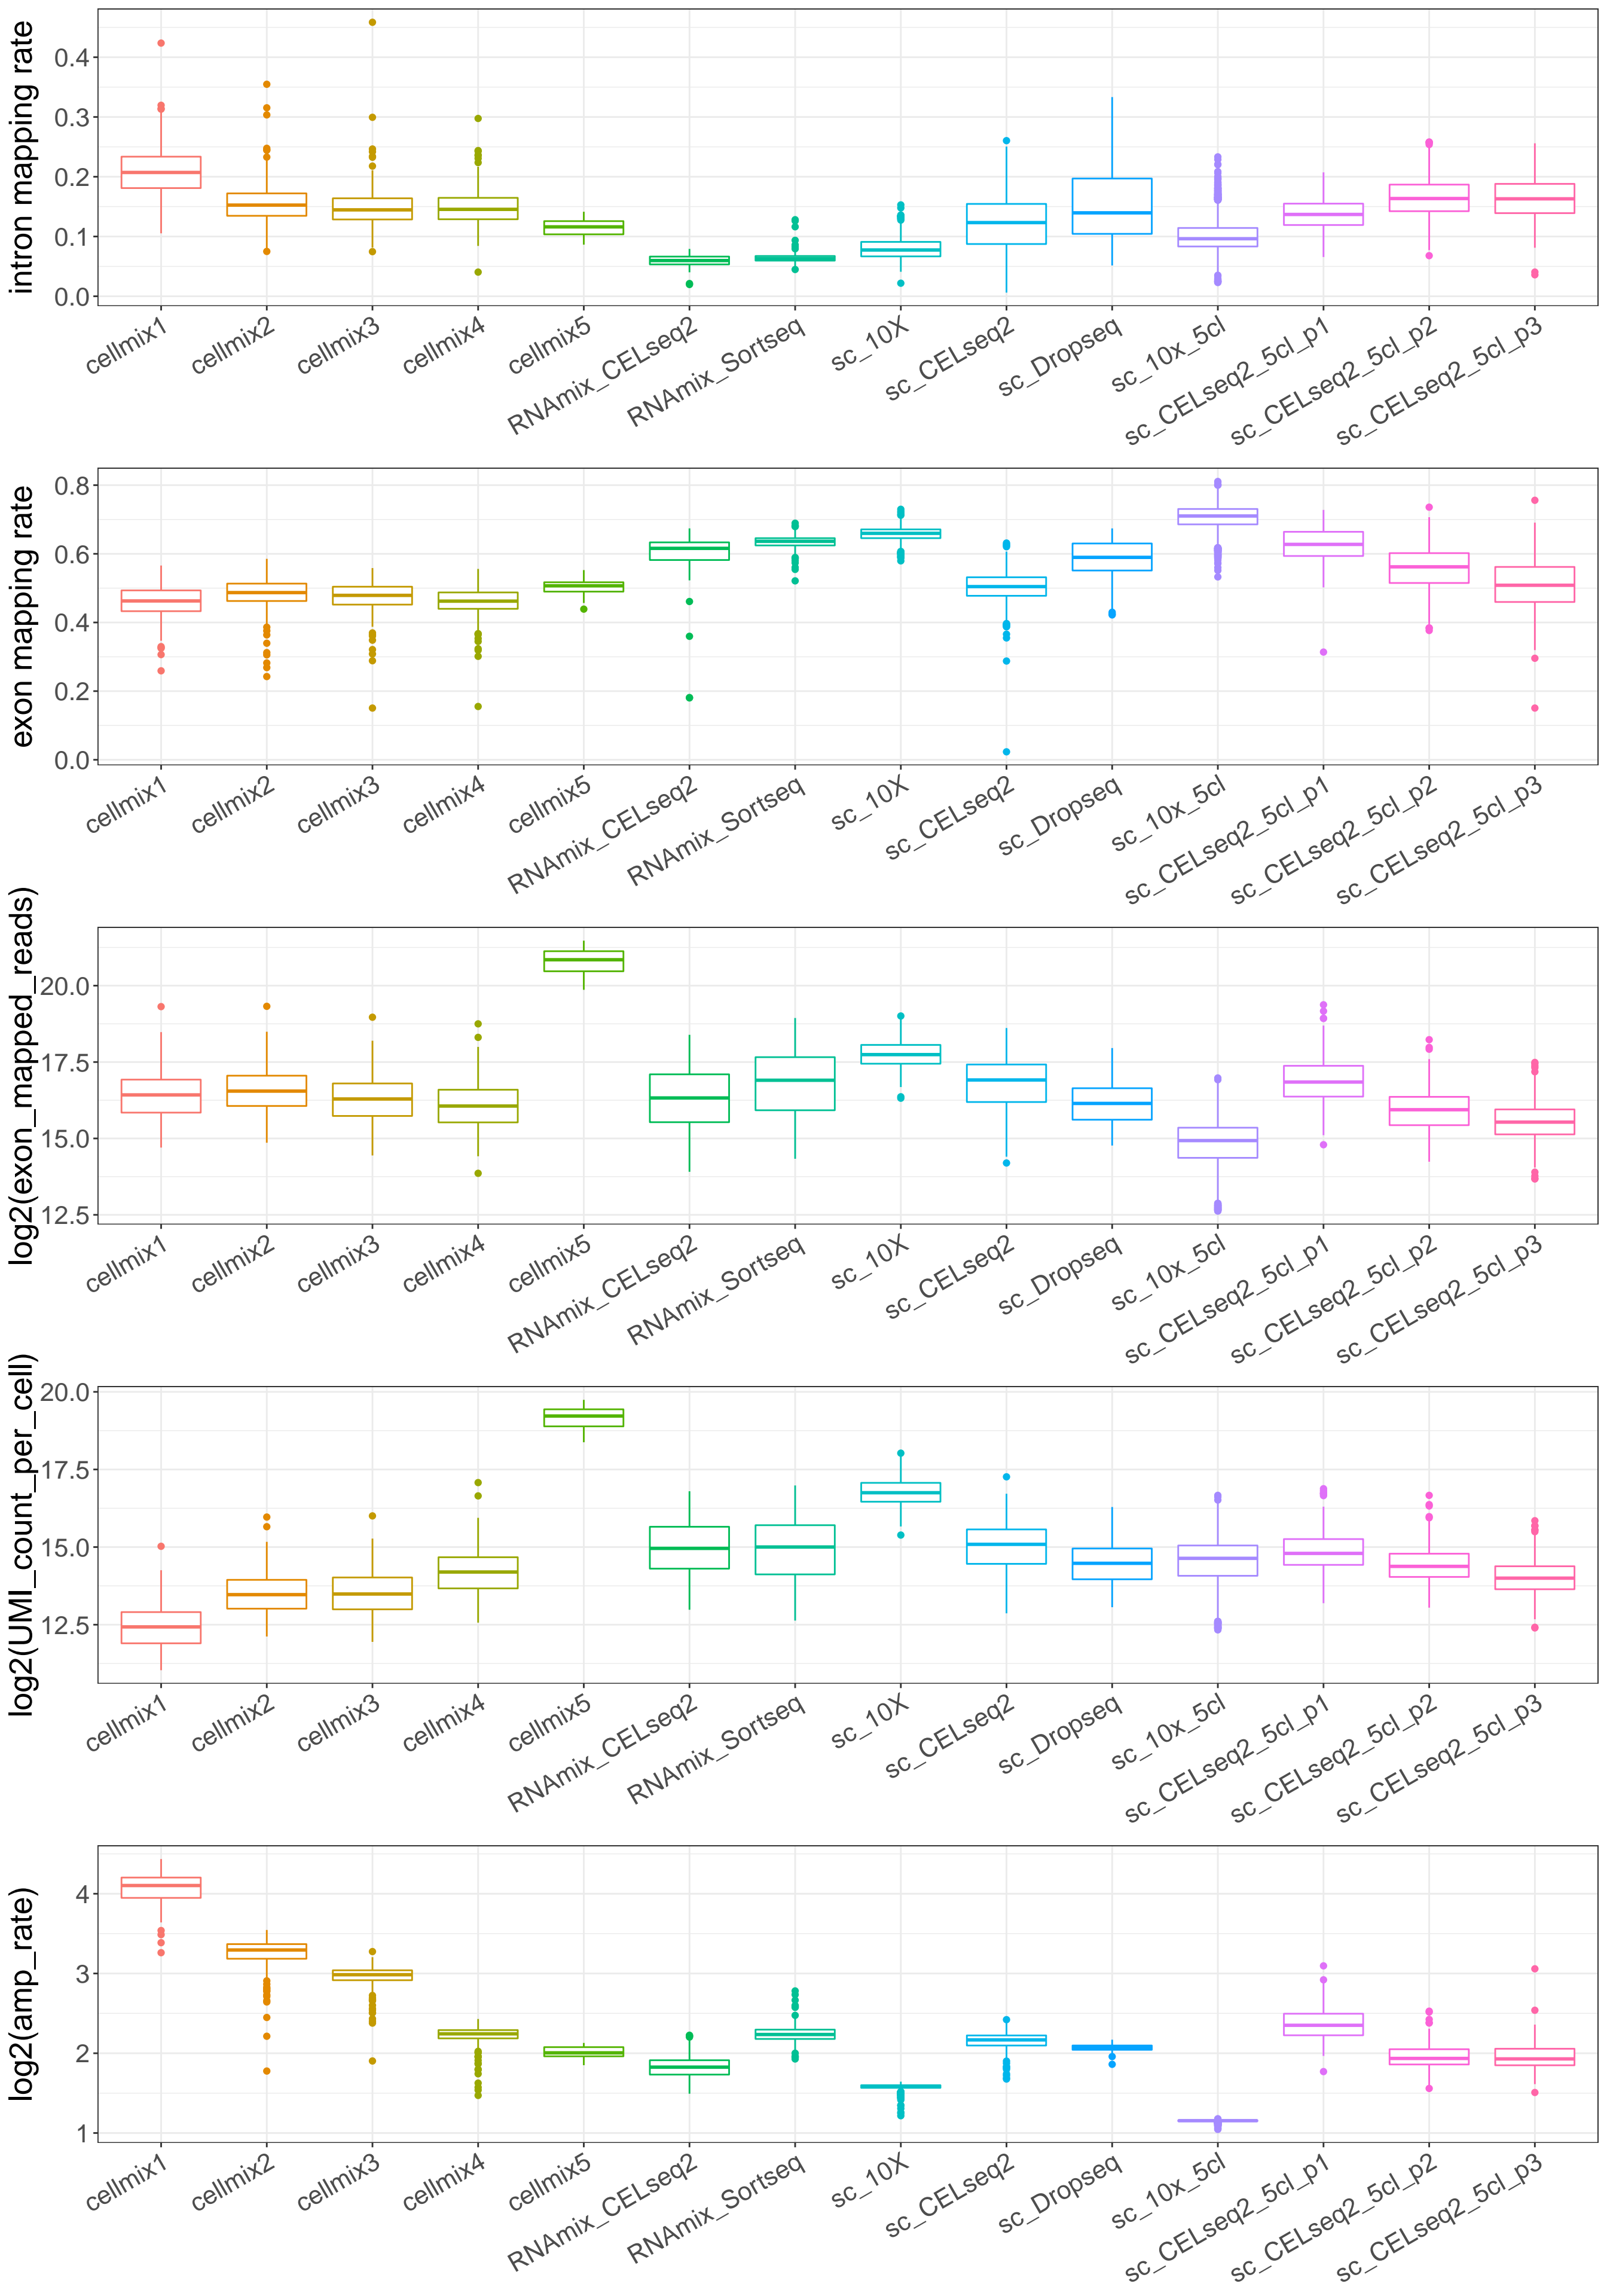 intron mapping rate
0.4
0.3
0.2
0.1
0.0
cellmix1
cellmix2
cellmix3
cellmix4
cellmix5
RNAmix_CELseq2
RNAmix_Sortseq
sc_10X
sc_CELseq2
sc_Dropseq
sc_10x_5cl
sc_CELseq2_5cl_p1
sc_CELseq2_5cl_p2
sc_CELseq2_5cl_p3
exon mapping rate
0.8
0.6
0.4
0.2
0.0
cellmix1
cellmix2
cellmix3
cellmix4
cellmix5
RNAmix_CELseq2
RNAmix_Sortseq
sc_10X
sc_CELseq2
sc_Dropseq
sc_10x_5cl
sc_CELseq2_5cl_p1
sc_CELseq2_5cl_p2
sc_CELseq2_5cl_p3
log2(exon_mapped_reads)
20.0
17.5
15.0
12.5
cellmix1
cellmix2
cellmix3
cellmix4
cellmix5
RNAmix_CELseq2
RNAmix_Sortseq
sc_10X
sc_CELseq2
sc_Dropseq
sc_10x_5cl
sc_CELseq2_5cl_p1
sc_CELseq2_5cl_p2
sc_CELseq2_5cl_p3
log2(UMI_count_per_cell)
20.0
17.5
15.0
12.5
cellmix1
cellmix2
cellmix3
cellmix4
cellmix5
RNAmix_CELseq2
RNAmix_Sortseq
sc_10X
sc_CELseq2
sc_Dropseq
sc_10x_5cl
sc_CELseq2_5cl_p1
sc_CELseq2_5cl_p2
sc_CELseq2_5cl_p3
log2(amp_rate)
4
3
2
1
cellmix1
cellmix2
cellmix3
cellmix4
cellmix5
RNAmix_CELseq2
RNAmix_Sortseq
sc_10X
sc_CELseq2
sc_Dropseq
sc_10x_5cl
sc_CELseq2_5cl_p1
sc_CELseq2_5cl_p2
sc_CELseq2_5cl_p3